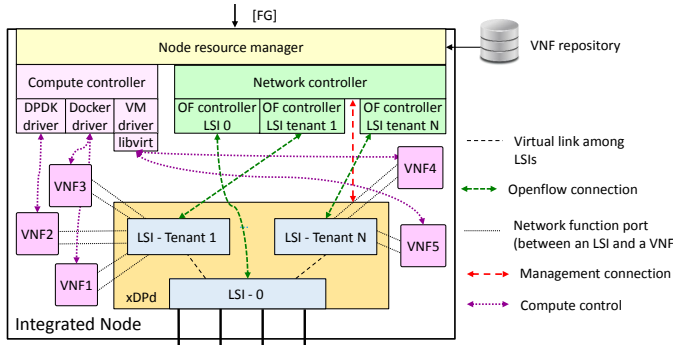 [FG]
Node resource manager
VNF repository
Compute controller
Network controller
DPDK
driver
Docker
driver
VM
driver
libvirt
OF controller
LSI 0
OF controller
LSI tenant 1
OF controller
LSI tenant N
VNF3
VNF4
VNF2
VNF5
VNF1
LSI - Tenant 1
LSI - Tenant N
LSI - 0
xDPd
Integrated Node
Virtual link among
LSIs
Openflow connection
Network function port
(between an LSI and a VNF
Management connection
Compute control